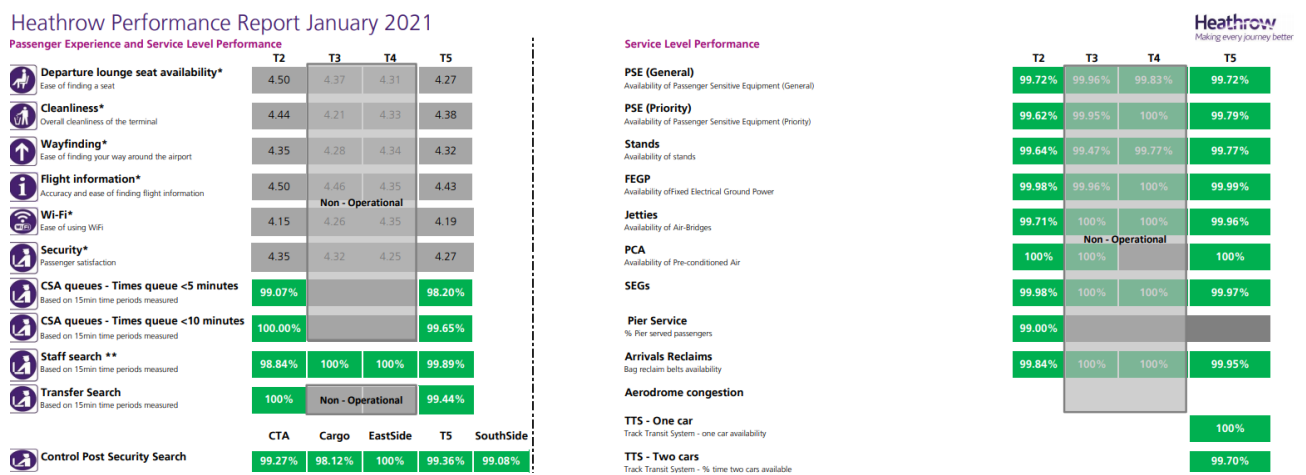 Heathrow Performance Report January 2021
Heathrow
Making every journey better
Passenger Experience and Service Level Performance
T2 T3 T4 T5
Departure lounge seat availability* 4.50 4.37 4.31 4.27
Ease of finding a seat
Cleanliness* 4.44 4.21 4.33 4.38
Overall cleanliness of the terminal
Wayfinding* 4.35 4.28 4.34 4.32
Ease of finding your way around the airport
Flight information* 4.50 4.46 4.35 4.43
Accuracy and ease of finding flight information
Non - Operational
Wi-Fi* 4.15 4.26 4.35 4.19
Ease of using WiFi
Security* 4.35 4.32 4.25 4.27
Passenger satisfaction
CSA queues - Times queue <5 minutes 99.07% 98.20%
Based on 15min time periods measured
CSA queues - Times queue <10 minutes 100.00% 99.65%
Based on 15min time periods measured
Staff search ** 98.84% 100% 100% 99.89%
Based on 15min time periods measured
Transfer Search 100% Non - Operational 99.44%
Based on 15min time periods measured
CTA Cargo EastSide T5 SouthSide
Control Post Security Search 99.27% 98.12% 100% 99.36% 99.08%
Service Level Performance
T2 T3 T4 T5
PSE (General) 99.72% 99.96% 99.83% 99.72%
Availability of Passenger Sensitive Equipment (General)
PSE (Priority) 99.62% 99.95% 100% 99.79%
Availability of Passenger Sensitive Equipment (Priority)
Stands 99.64% 99.47% 99.77% 99.77%
Availability of stands
FEGP 99.98% 99.96% 100% 99.99%
Availability ofFixed Electrical Ground Power
Jetties 99.71% 100% 100% 99.96%
Availability of Air-Bridges
Non - Operational
PCA 100% 100% 100%
Availability of Pre-conditioned Air
SEGs 99.98% 100% 100% 99.97%
Pier Service 99.00%
% Pier served passengers
Arrivals Reclaims 99.84% 100% 100% 99.95%
Bag reclaim belts availability
Aerodrome congestion
TTS - One car 100%
Track Transit System - one car availability
TTS - Two cars 99.70%
Track Transit System - % time two cars available